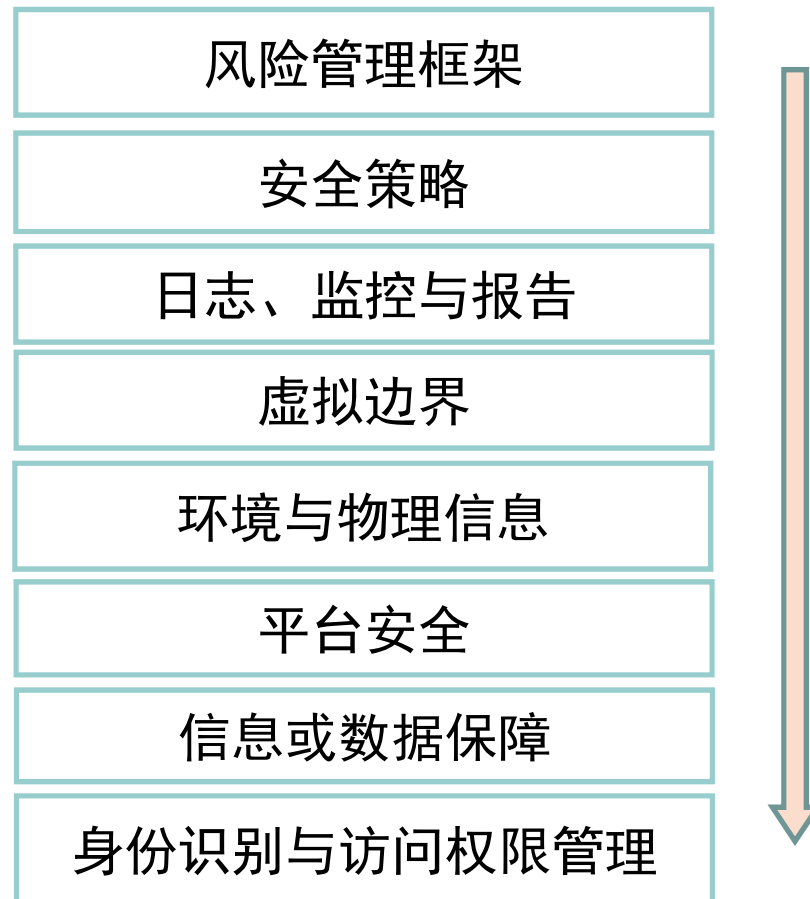 风险管理框架
安全策略
日志、监控与报告
虚拟边界
环境与物理信息
平台安全
信息或数据保障
身份识别与访问权限管理